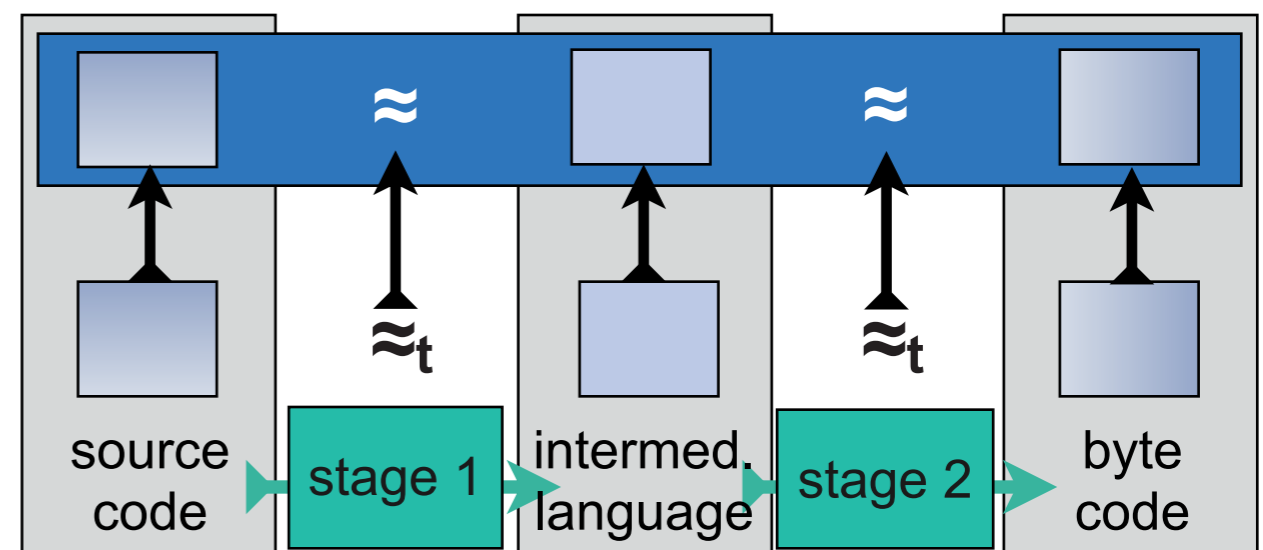 ≈ ≈
≈t ≈t
source code
stage 1
intermed. language
stage 2
byte code